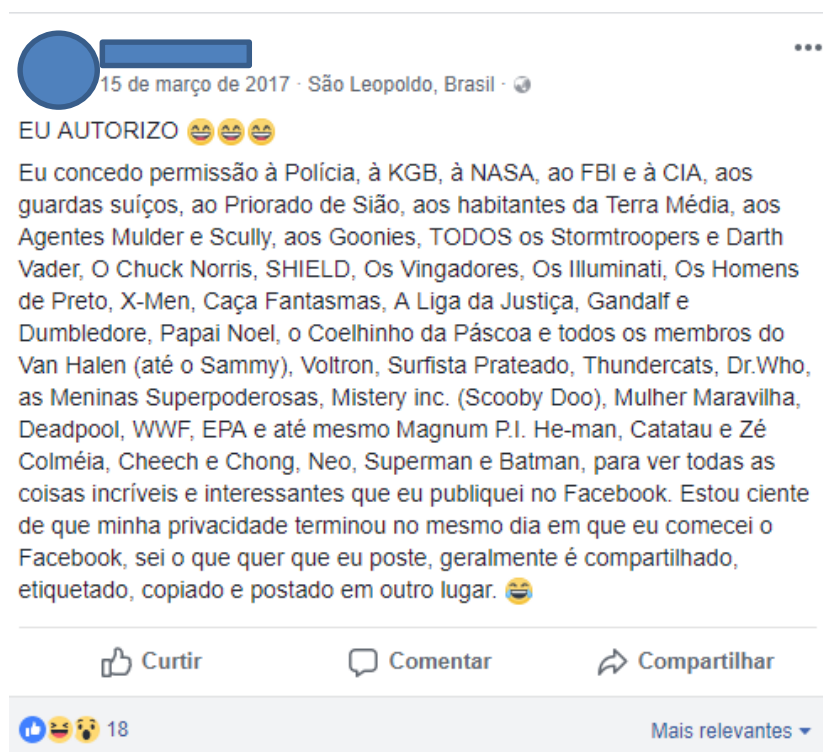 15 de março de 2017 · São Leopoldo, Brasil ·
EU AUTORIZO 😄😄😄
Eu concedo permissão à Polícia, à KGB, à NASA, ao FBI e à CIA, aos
guardas suíços, ao Priorado de Sião, aos habitantes da Terra Média, aos
Agentes Mulder e Scully, aos Goonies, TODOS os Stormtroopers e Darth
Vader, O Chuck Norris, SHIELD, Os Vingadores, Os Illuminati, Os Homens
de Preto, X-Men, Caça Fantasmas, A Liga da Justiça, Gandalf e
Dumbledore, Papai Noel, o Coelhinho da Páscoa e todos os membros do
Van Halen (até o Sammy), Voltron, Surfista Prateado, Thundercats, Dr.Who,
as Meninas Superpoderosas, Mistery inc. (Scooby Doo), Mulher Maravilha,
Deadpool, WWF, EPA e até mesmo Magnum P.I. He-man, Catatau e Zé
Colméia, Cheech e Chong, Neo, Superman e Batman, para ver todas as
coisas incríveis e interessantes que eu publiquei no Facebook. Estou ciente
de que minha privacidade terminou no mesmo dia em que eu comecei o
Facebook, sei o que quer que eu poste, geralmente é compartilhado,
etiquetado, copiado e postado em outro lugar. 😂
Curtir Comentar Compartilhar
18 Mais relevantes